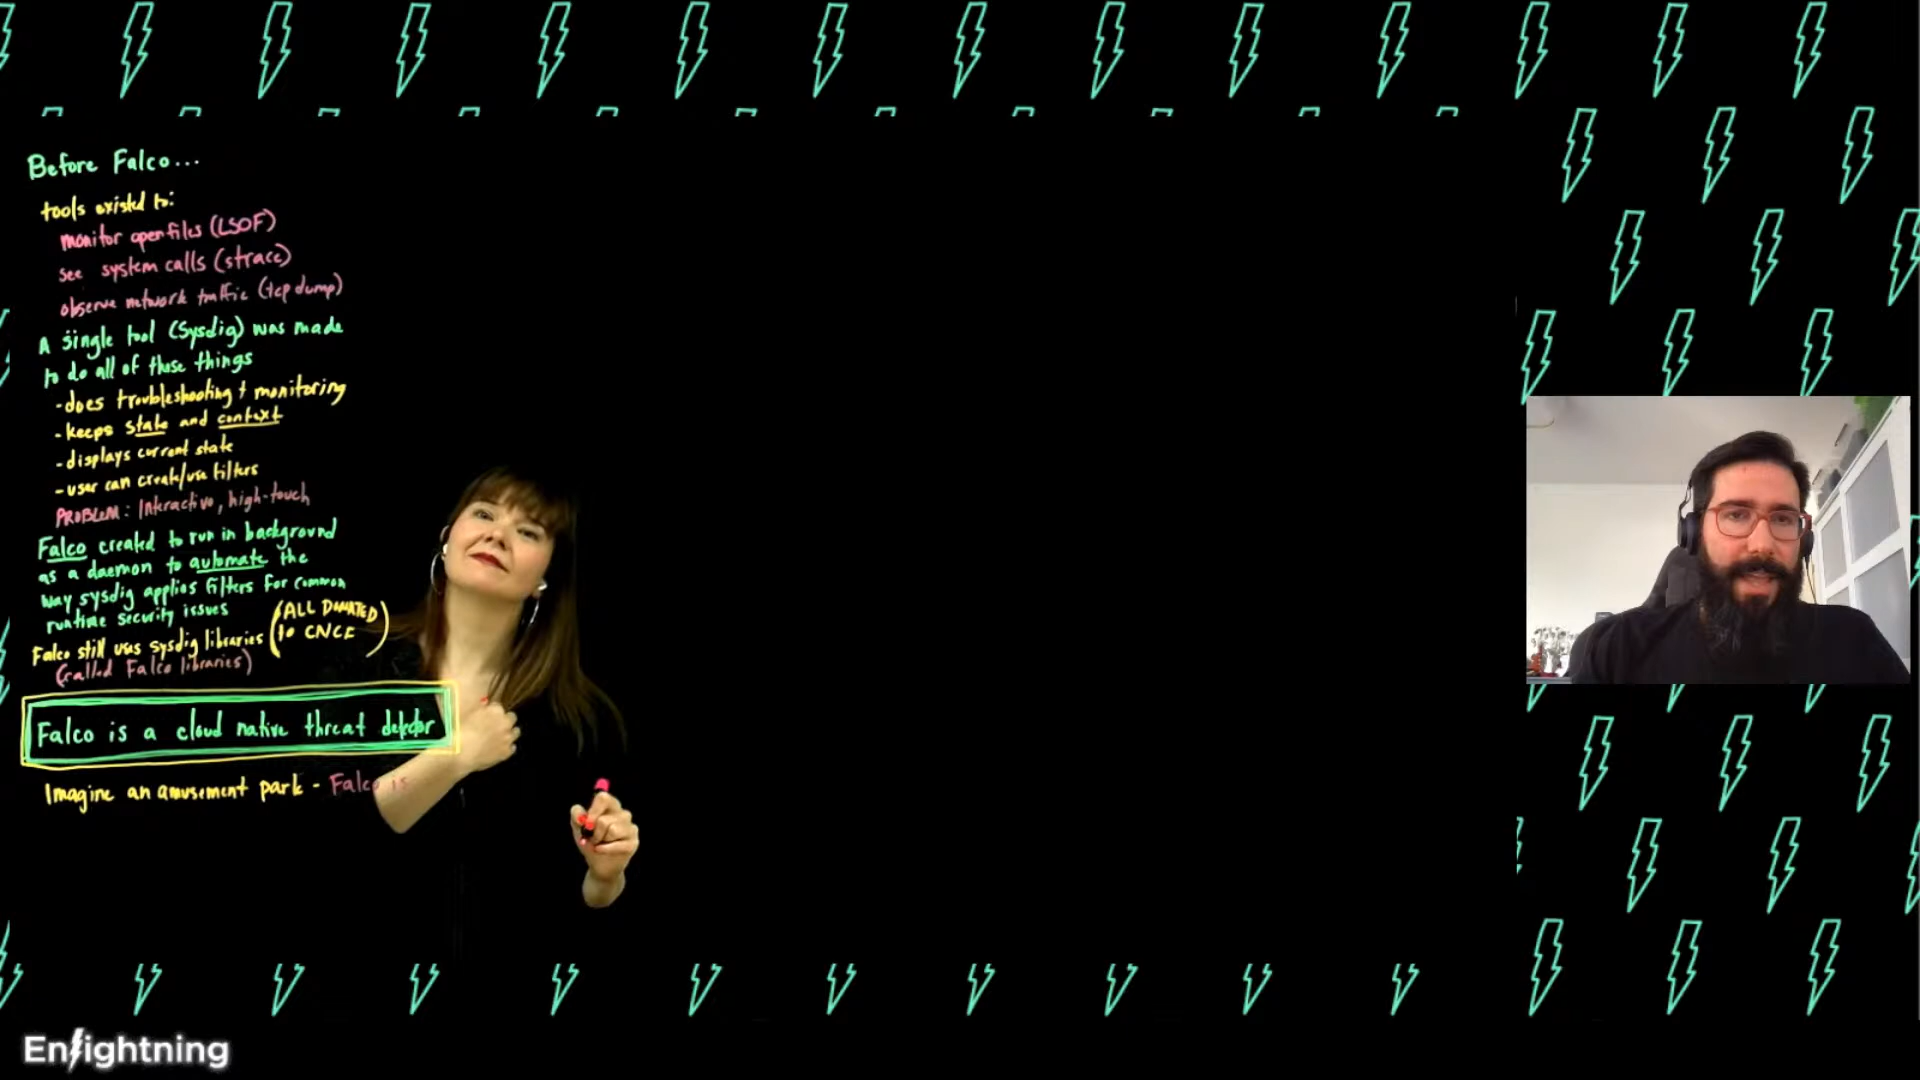 Before Falco...
tools existed to:
monitor open files (LSOF)
see system calls (strace)
observe network traffic (tcp dump)
A single tool (Sysdig) was made
to do all of those things
- does troubleshooting + monitoring
- keeps state and context
- displays current state
- user can create/use filters
PROBLEM: Interactive, high-touch
Falco created to run in background
as a daemon to automate the
way sysdig applies filters for common
runtime security issues
Falco still uses sysdig libraries (ALL DONATED
to CNCF)
(called Falco libraries)
Falco is a cloud native threat detector
Imagine an amusement park - Falco is
Enlightning